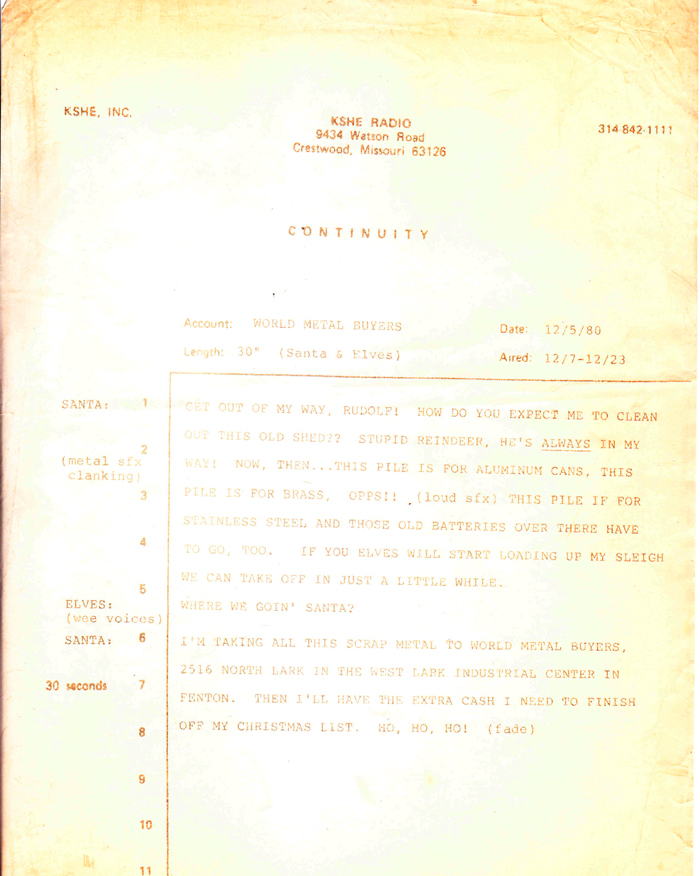 KSHE, INC.
KSHE RADIO
9434 Watson Road
Crestwood, Missouri 63126
314-842-1111
CONTINUITY
Account: WORLD METAL BUYERS
Date: 12/5/80
Length: 30" (Santa & Elves)
Aired: 12/7-12/23
SANTA: 1 GET OUT OF MY WAY, RUDOLF! HOW DO YOU EXPECT ME TO CLEAN
OUT THIS OLD SHED?? STUPID REINDEER, HE'S ALWAYS IN MY
2
(metal sfx WAY! NOW, THEN...THIS PILE IS FOR ALUMINUM CANS, THIS
clanking)
3 PILE IS FOR BRASS, OPPS!! (loud sfx) THIS PILE IF FOR
STAINLESS STEEL AND THOSE OLD BATTERIES OVER THERE HAVE
4 TO GO, TOO. IF YOU ELVES WILL START LOADING UP MY SLEIGH
WE CAN TAKE OFF IN JUST A LITTLE WHILE.
5
ELVES: WHERE WE GOIN' SANTA?
(wee voices)
SANTA: 6 I'M TAKING ALL THIS SCRAP METAL TO WORLD METAL BUYERS,
2516 NORTH LARK IN THE WEST LARK INDUSTRIAL CENTER IN
30 seconds 7 FENTON. THEN I'LL HAVE THE EXTRA CASH I NEED TO FINISH
8 OFF MY CHRISTMAS LIST. HO, HO, HO! (fade)
9
10
11